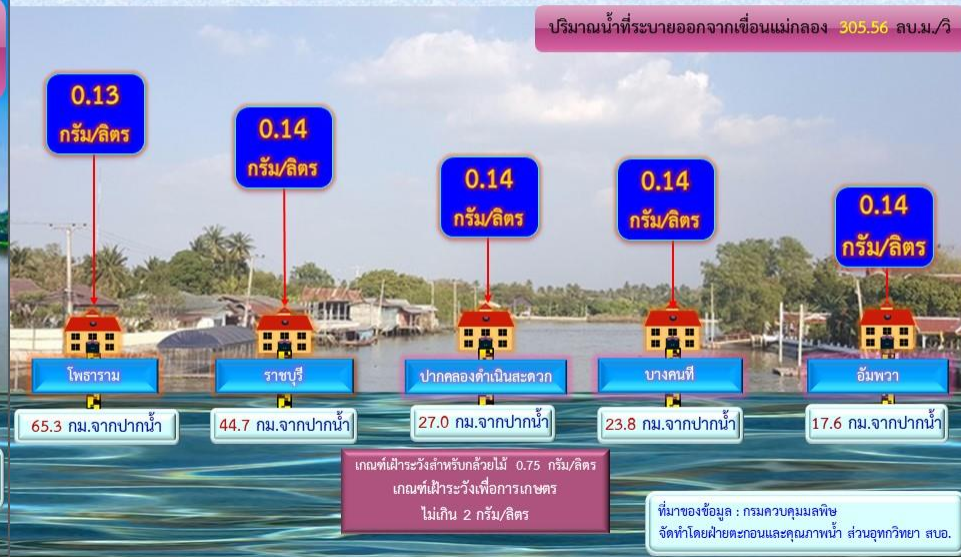 ปริมาณน้ำที่ระบายออกจากเขื่อนแม่กลอง 305.56 ลบ.ม./วิ
0.13
กรัม/ลิตร
0.14
กรัม/ลิตร
0.14
กรัม/ลิตร
0.14
กรัม/ลิตร
0.14
กรัม/ลิตร
โพธาราม
ราชบุรี
ปากคลองดำเนินสะดวก
บางคนที
อัมพวา
65.3 กม.จากปากน้ำ
44.7 กม.จากปากน้ำ
27.0 กม.จากปากน้ำ
23.8 กม.จากปากน้ำ
17.6 กม.จากปากน้ำ
เกณฑ์เฝ้าระวังสำหรับกล้วยไม้ 0.75 กรัม/ลิตร
เกณฑ์เฝ้าระวังเพื่อการเกษตร
ไม่เกิน 2 กรัม/ลิตร
ที่มาของข้อมูล : กรมควบคุมมลพิษ
จัดทำโดยฝ่ายตะกอนและคุณภาพน้ำ ส่วนอุทกวิทยา สบอ.